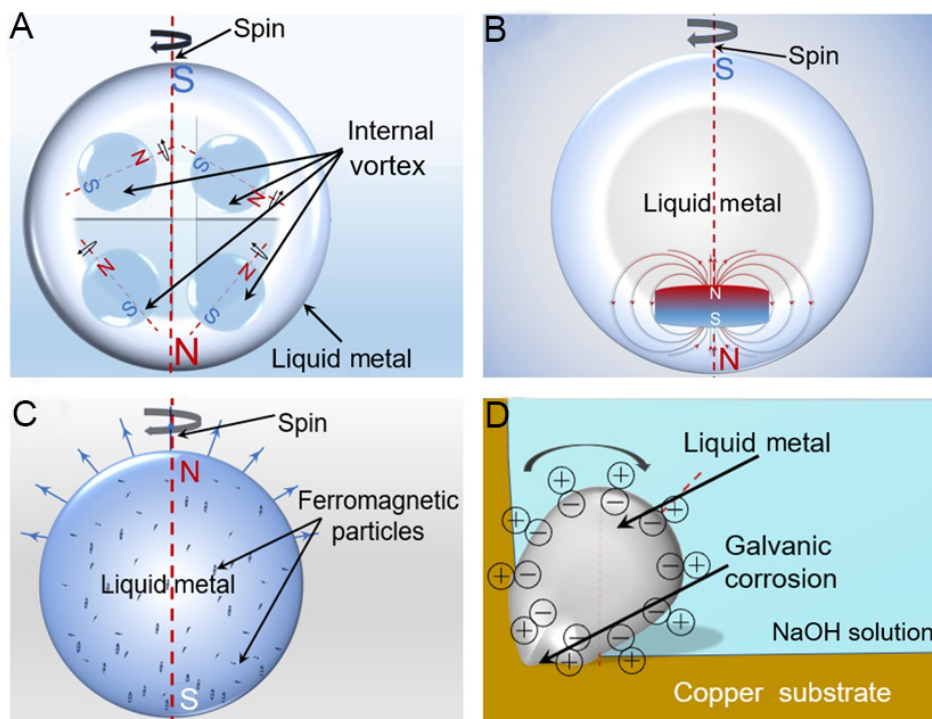 A
Spin
S
Internal
vortex
N
S
S
N
N
S
N
S
N
Liquid metal
B
Spin
S
Liquid metal
N
S
N
C
Spin
N
Ferromagnetic
particles
Liquid metal
S
D
Liquid metal
Galvanic
corrosion
NaOH solution
Copper substrate
+ + + + + + + + + + +
− − − − − − − − − − −